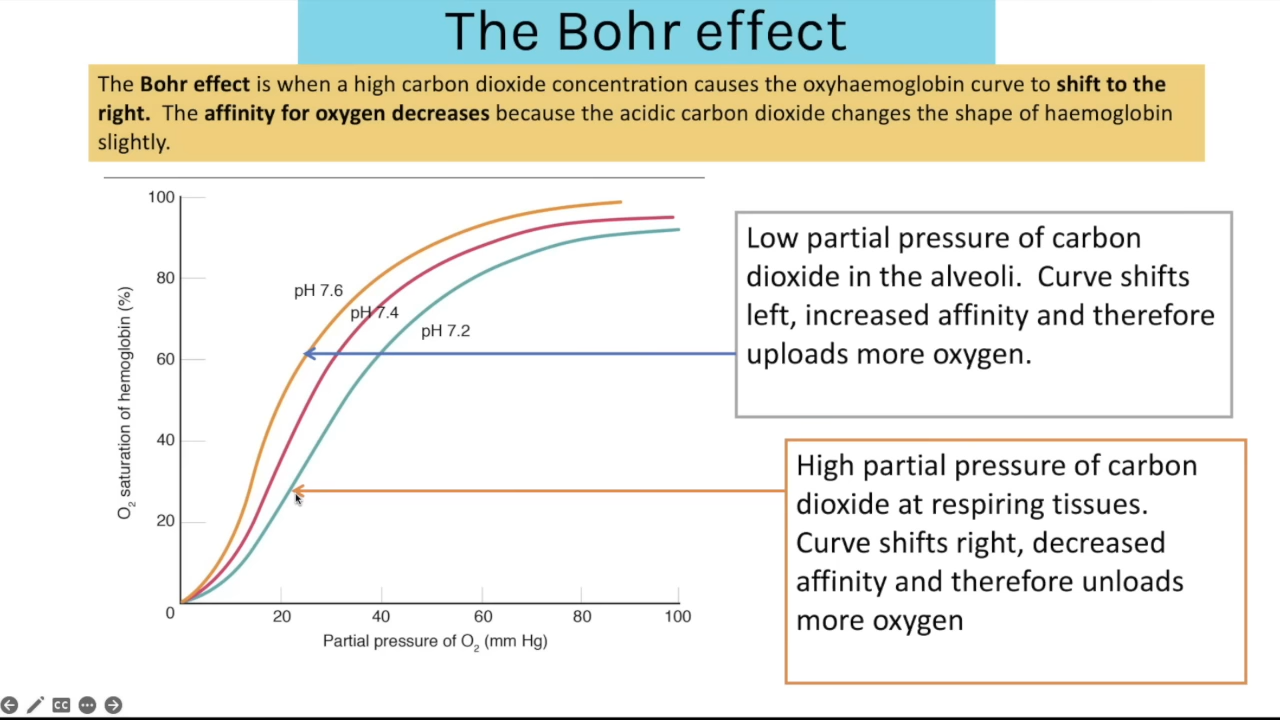 The Bohr effect
The Bohr effect is when a high carbon dioxide concentration causes the oxyhaemoglobin curve to shift to the
right.  The affinity for oxygen decreases because the acidic carbon dioxide changes the shape of haemoglobin
slightly.
100
80
60
40
20
0
O2 saturation of hemoglobin (%)
pH 7.6
pH 7.4
pH 7.2
20
40
60
80
100
Partial pressure of O2 (mm Hg)
Low partial pressure of carbon
dioxide in the alveoli.  Curve shifts
left, increased affinity and therefore
uploads more oxygen.
High partial pressure of carbon
dioxide at respiring tissues.
Curve shifts right, decreased
affinity and therefore unloads
more oxygen
CC